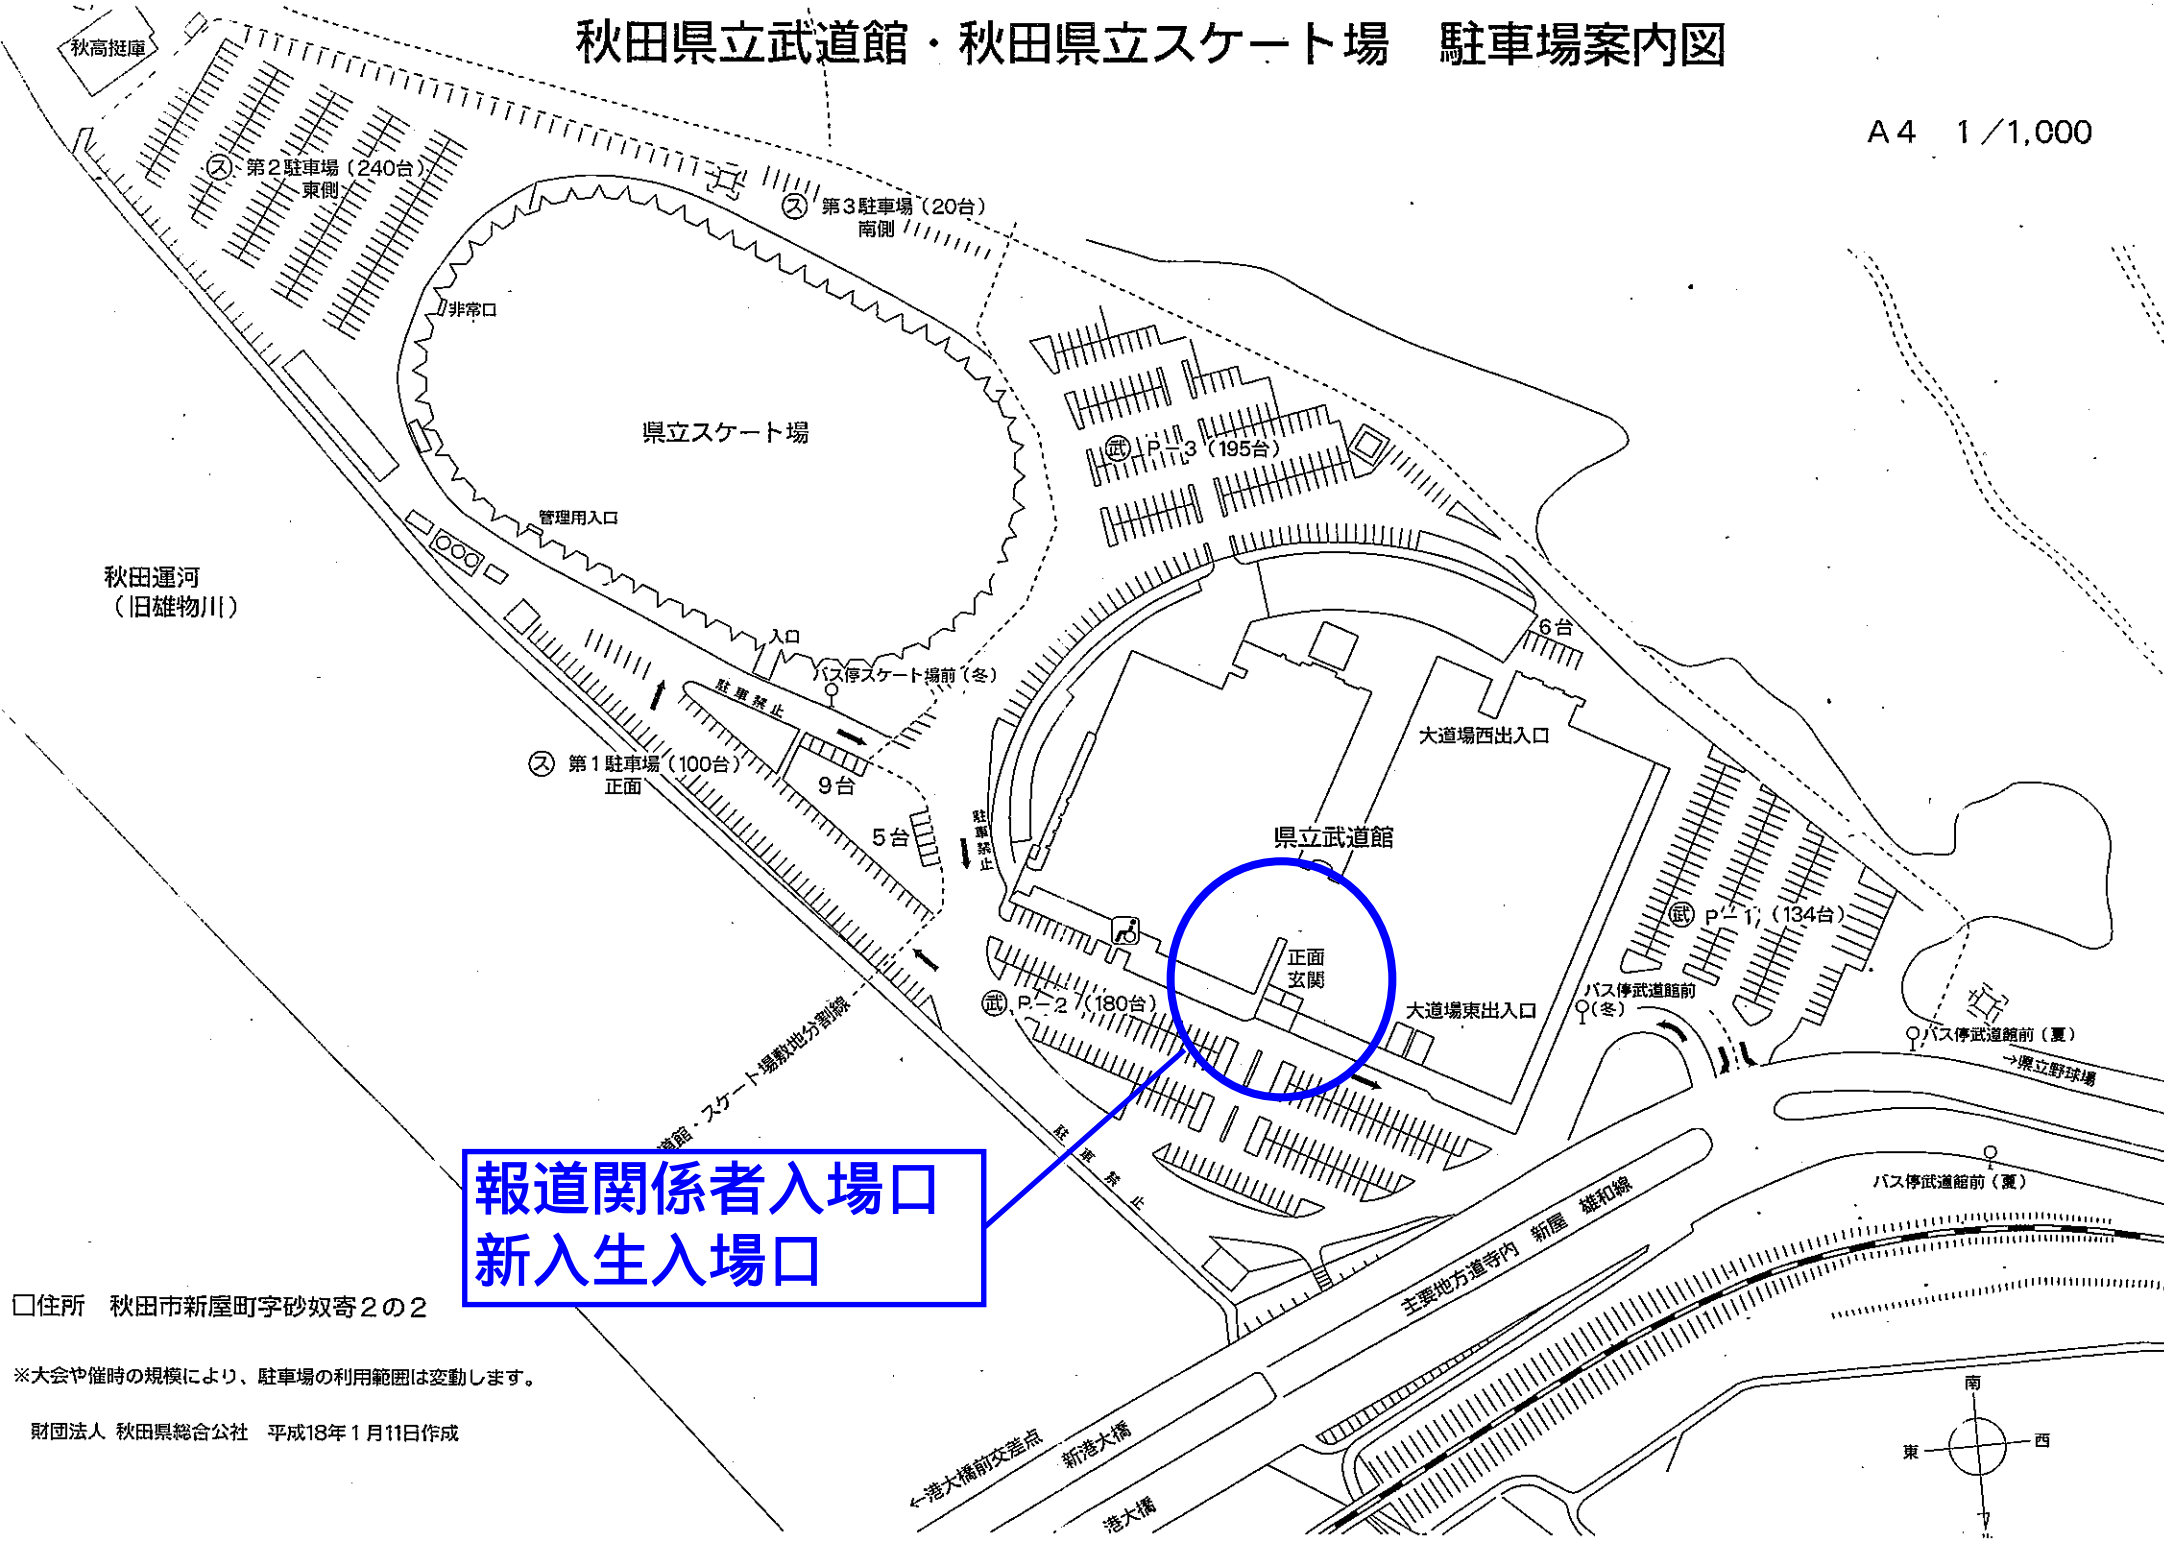 秋田県立武道館・秋田県立スケート場　駐車場案内図
A4　1/1,000
秋高挺庫
ス 第2駐車場(240台)
東側
ス 第3駐車場(20台)
南側
非常口
県立スケート場
武 P-3(195台)
管理用入口
秋田運河
(旧雄物川)
入口
バス停スケート場前(冬)
駐車禁止
6台
大道場西出入口
ス 第1駐車場(100台)
正面
9台
5台
駐車禁止
県立武道館
武 P-1(134台)
正面
玄関
武 P-2(180台)
大道場東出入口
バス停武道館前
(冬)
バス停武道館前(夏)
→県立野球場
道館・スケート場敷地分割線
駐車禁止
報道関係者入場口
新入生入場口
バス停武道館前(夏)
主要地方道寺内　新屋　雄和線
□住所　秋田市新屋町字砂奴寄2の2
※大会や催時の規模により、駐車場の利用範囲は変動します。
財団法人 秋田県総合公社　平成18年1月11日作成
←港大橋前交差点
新港大橋
港大橋
南
東
西